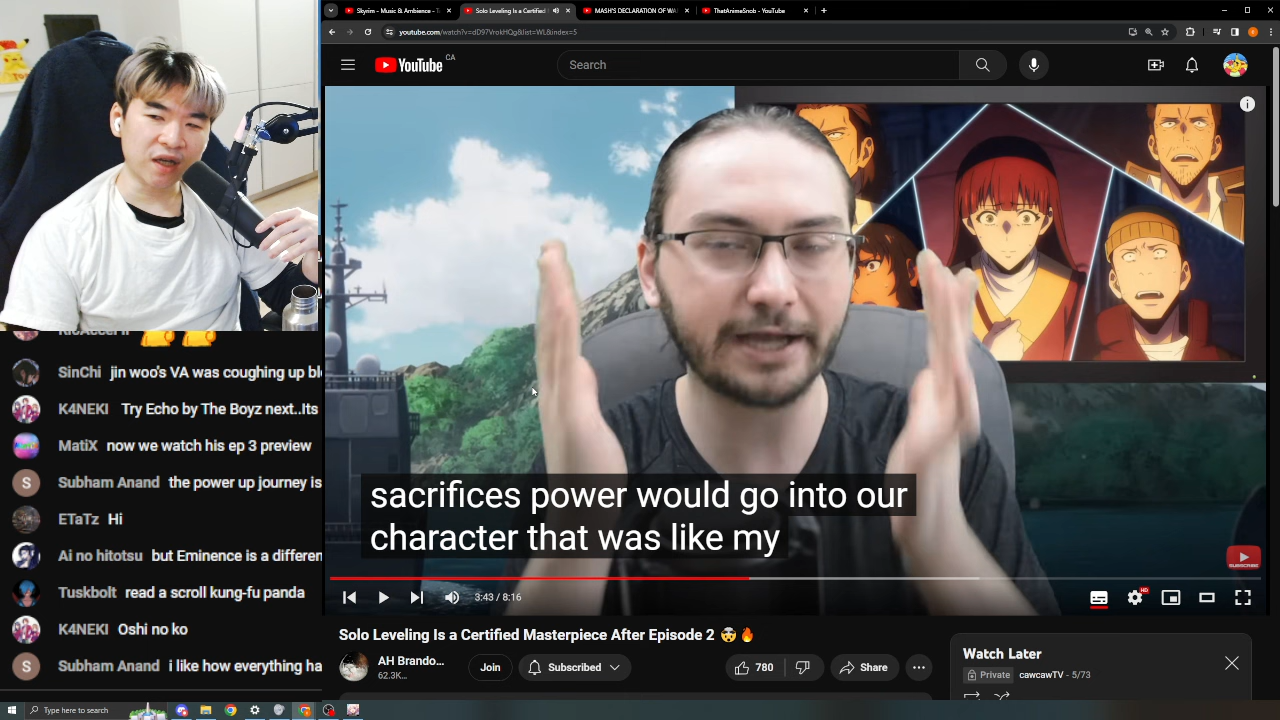 Skyrim - Music & Ambience - T
Solo Leveling Is a Certified
MASH'S DECLARATION OF WA
ThatAnimeSnob - YouTube
youtube.com/watch?v=dD97VrokHQg&list=WL&index=5
YouTube CA
Search
sacrifices power would go into our
character that was like my
SUBSCRIBE
3:43 / 8:16
HD
SinChi jin woo's VA was coughing up bl
K4NEKI Try Echo by The Boyz next..Its
MatiX now we watch his ep 3 preview
S Subham Anand the power up journey is
ETaTz Hi
Ai no hitotsu but Eminence is a differen
Tuskbolt read a scroll kung-fu panda
K4NEKI Oshi no ko
S Subham Anand i like how everything ha
Solo Leveling Is a Certified Masterpiece After Episode 2
AH Brando...
62.3K...
Join
Subscribed
780
Share
Watch Later
Private cawcawTV - 5/73
Type here to search